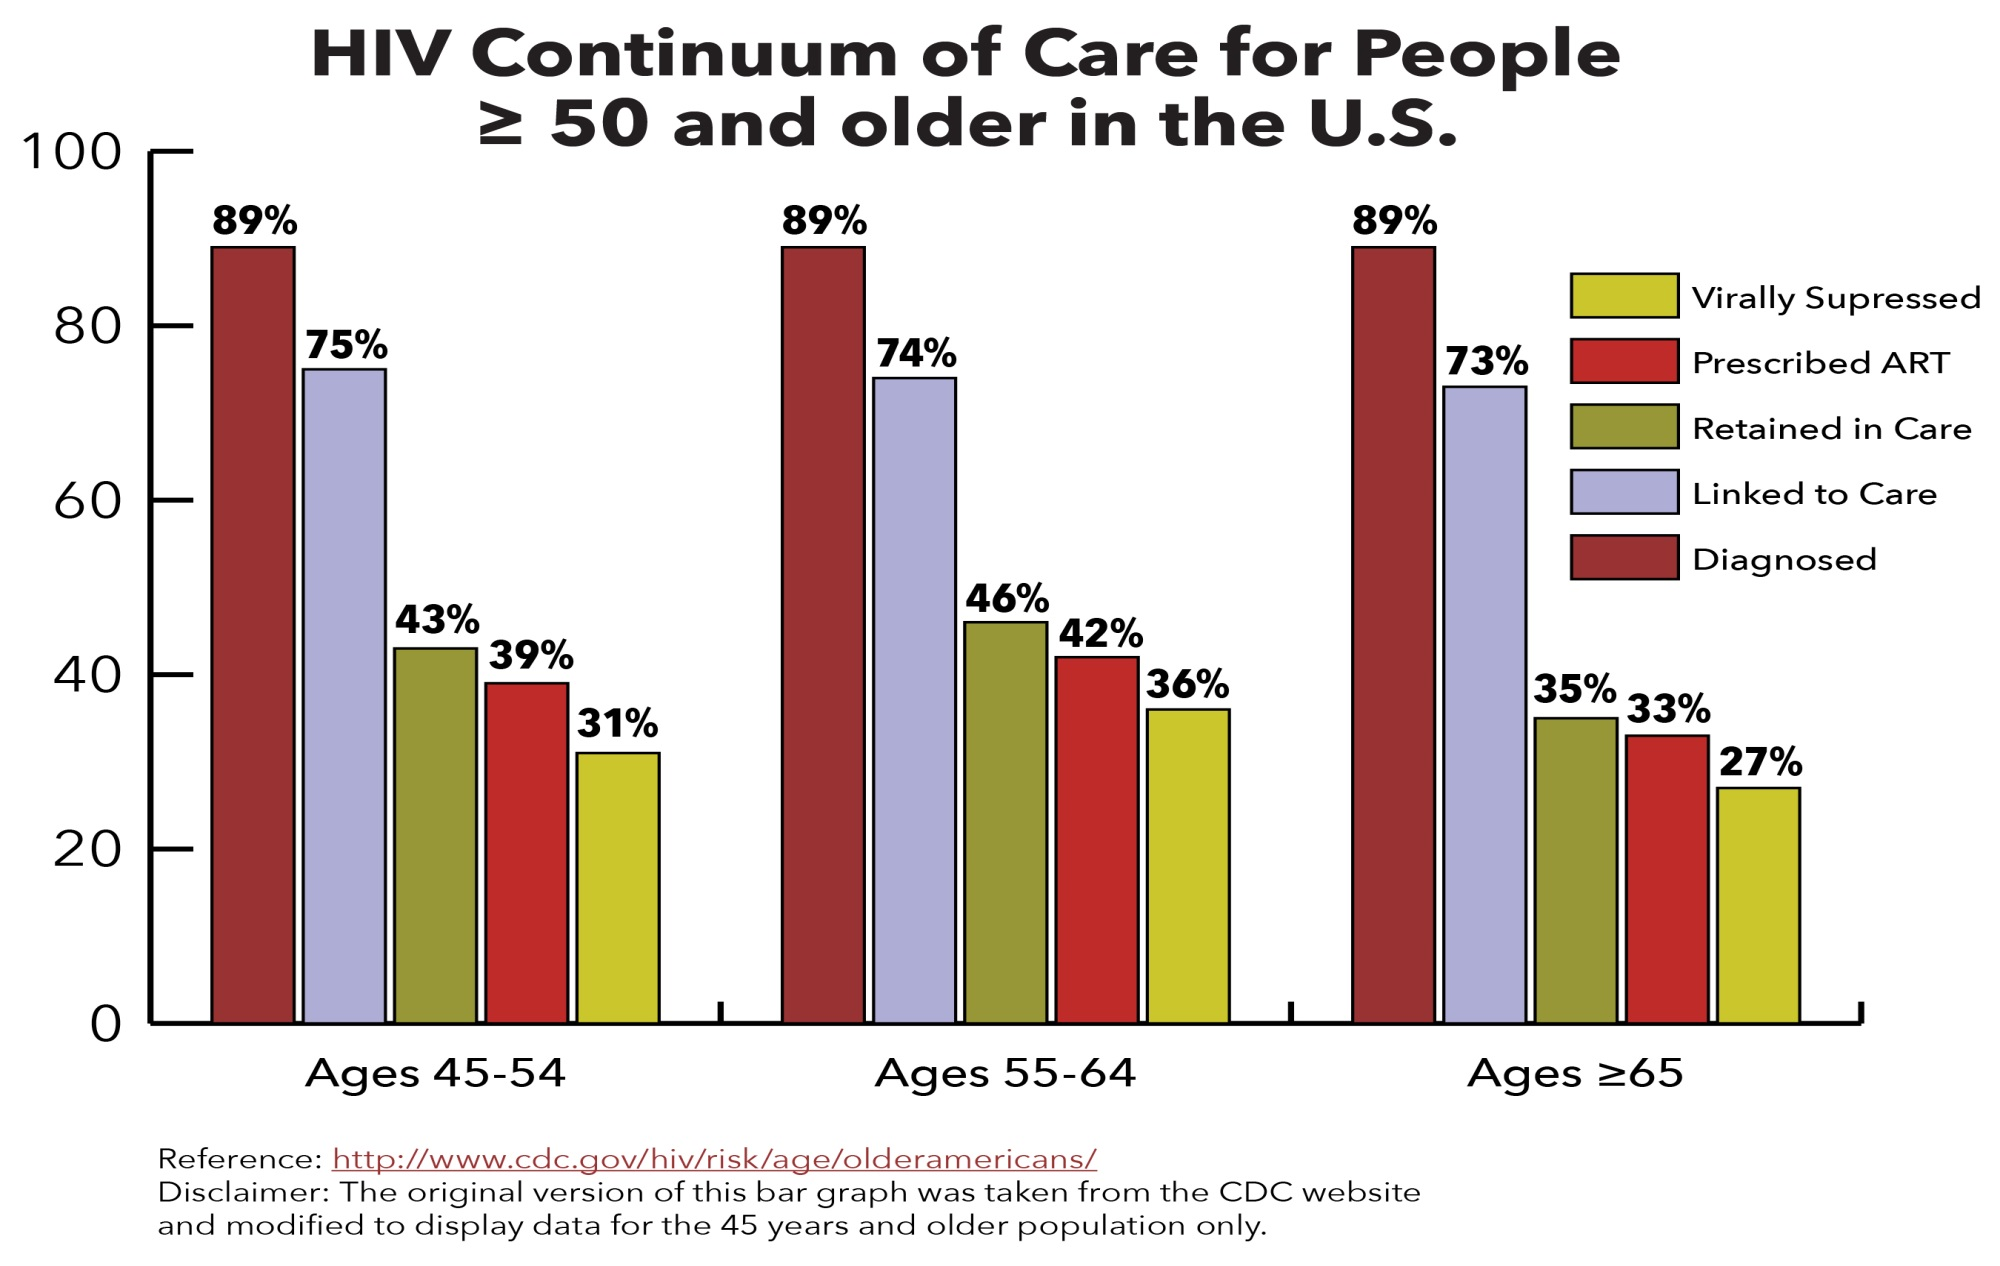 HIV Continuum of Care for People
≥ 50 and older in the U.S.
100
80
60
40
20
0
89%
75%
43%
39%
31%
89%
74%
46%
42%
36%
89%
73%
35%
33%
27%
Virally Supressed
Prescribed ART
Retained in Care
Linked to Care
Diagnosed
Ages 45-54
Ages 55-64
Ages ≥65
Reference: http://www.cdc.gov/hiv/risk/age/olderamericans/
Disclaimer: The original version of this bar graph was taken from the CDC website
and modified to display data for the 45 years and older population only.